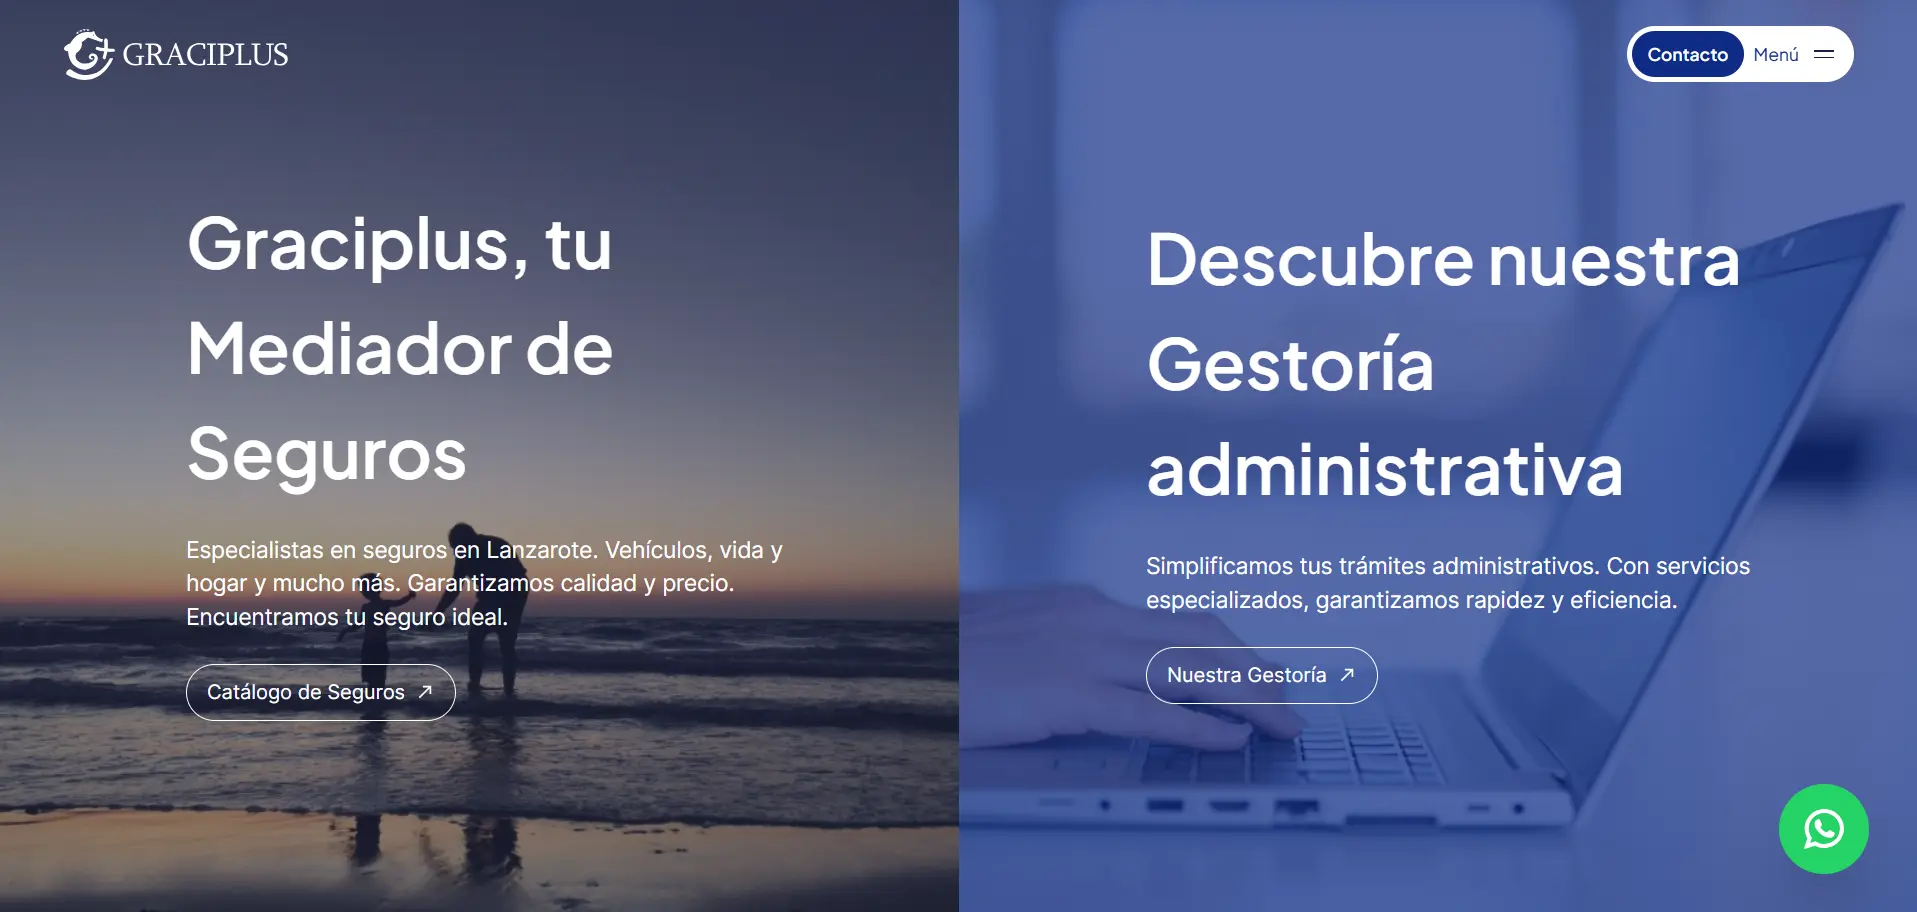 GRACIPLUS
Contacto
Menú
Graciplus, tu
Mediador de
Seguros
Especialistas en seguros en Lanzarote. Vehículos, vida y
hogar y mucho más. Garantizamos calidad y precio.
Encuentramos tu seguro ideal.
Catálogo de Seguros
Descubre nuestra
Gestoría
administrativa
Simplificamos tus trámites administrativos. Con servicios
especializados, garantizamos rapidez y eficiencia.
Nuestra Gestoría